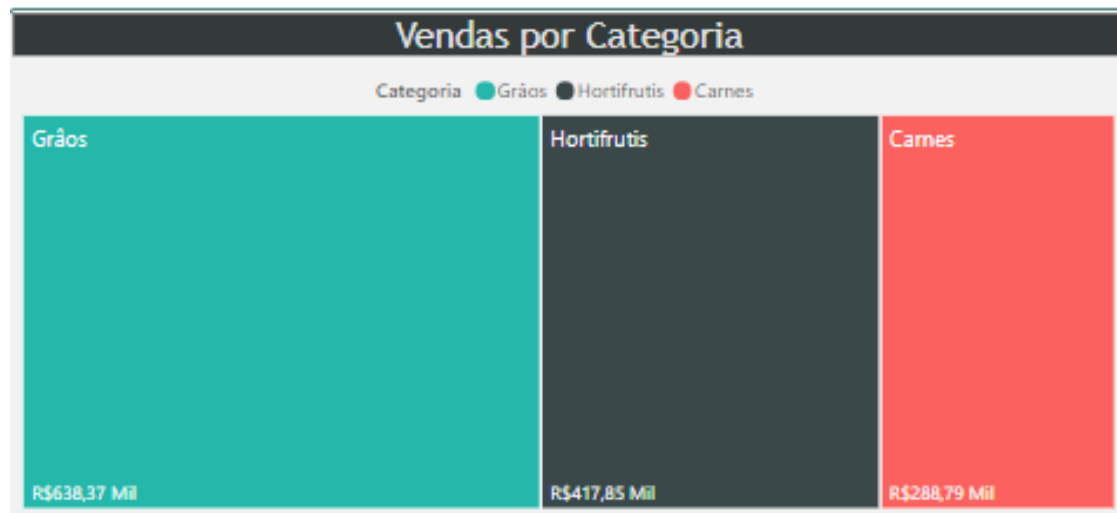 Vendas por Categoria
Categoria Grãos Hortifrutis Carnes
Grãos Hortifrutis Carnes
R$638,37 Mil R$417,85 Mil R$288,79 Mil